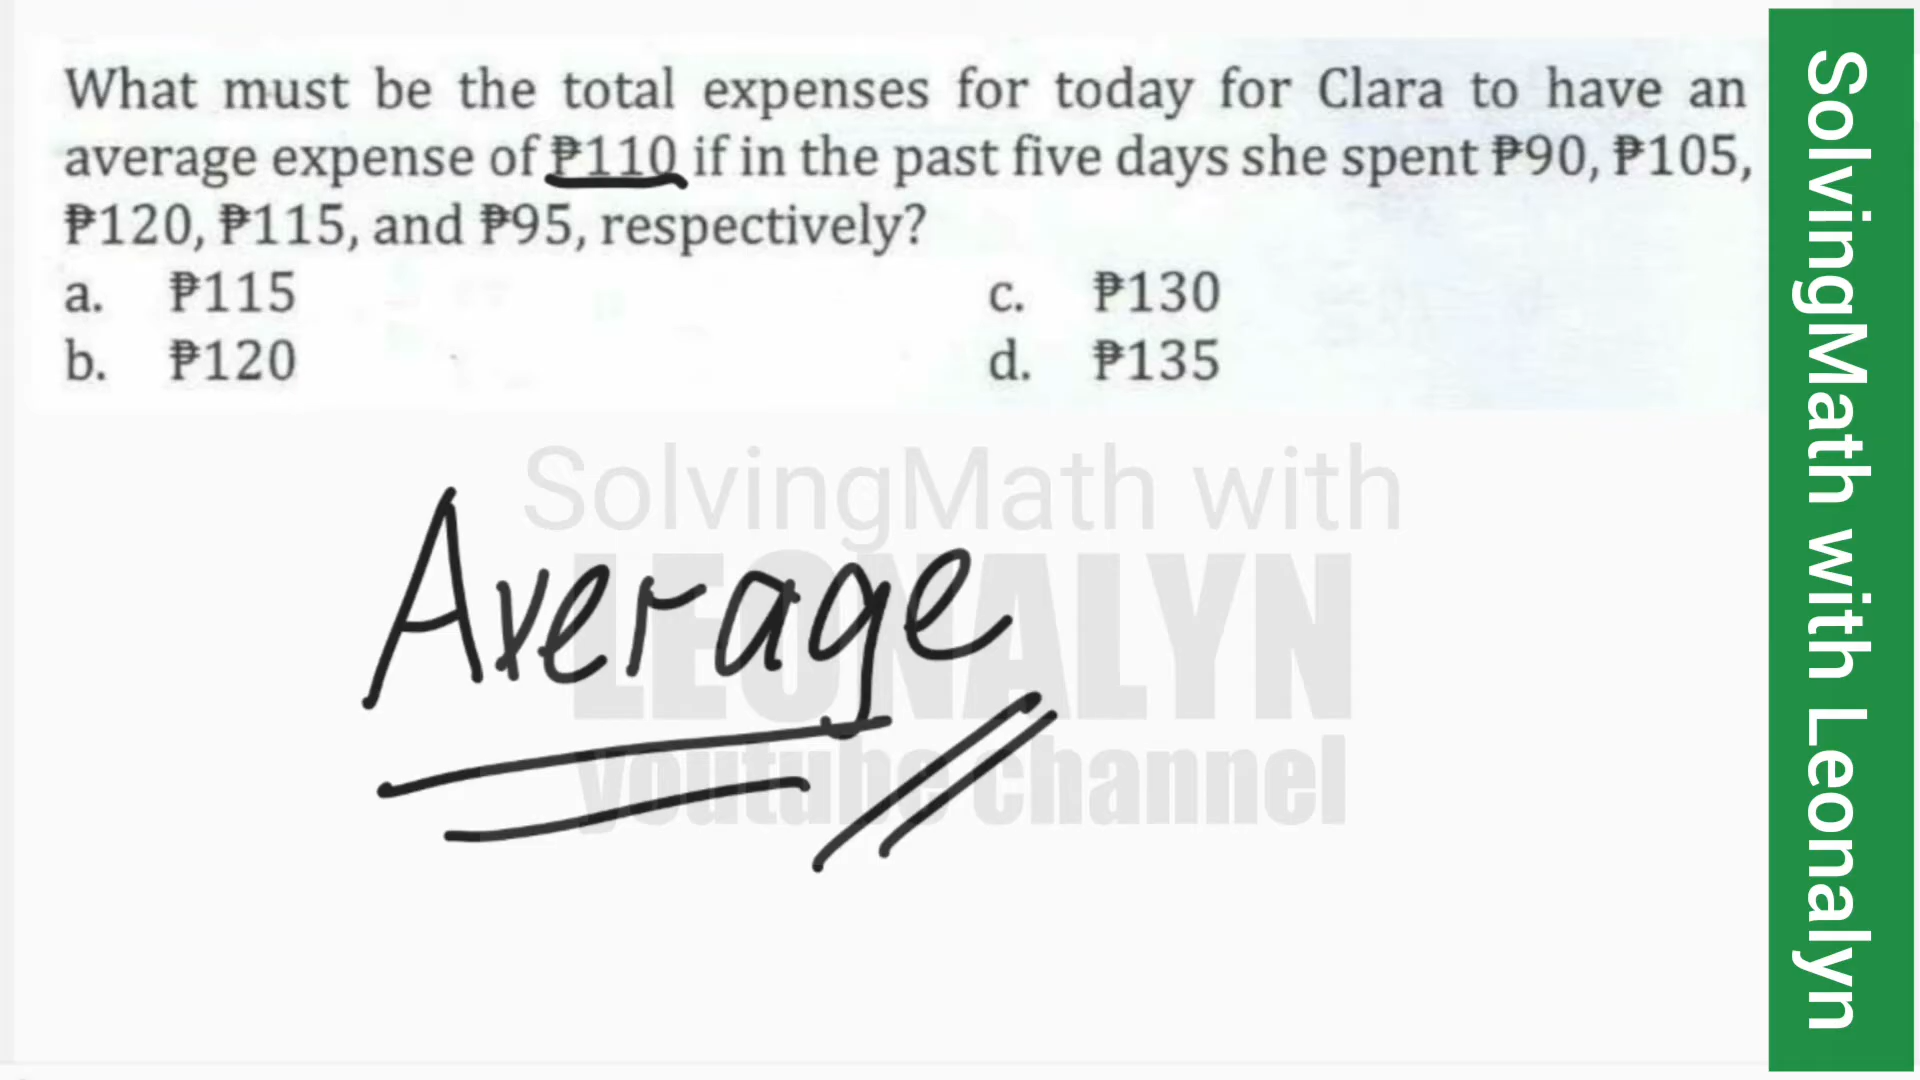 What must be the total expenses for today for Clara to have an
average expense of ₱110 if in the past five days she spent ₱90, ₱105,
₱120, ₱115, and ₱95, respectively?
a. ₱115
b. ₱120
c. ₱130
d. ₱135
SolvingMath with
LEONALYN
youtube channel
Average
SolvingMath with Leonalyn